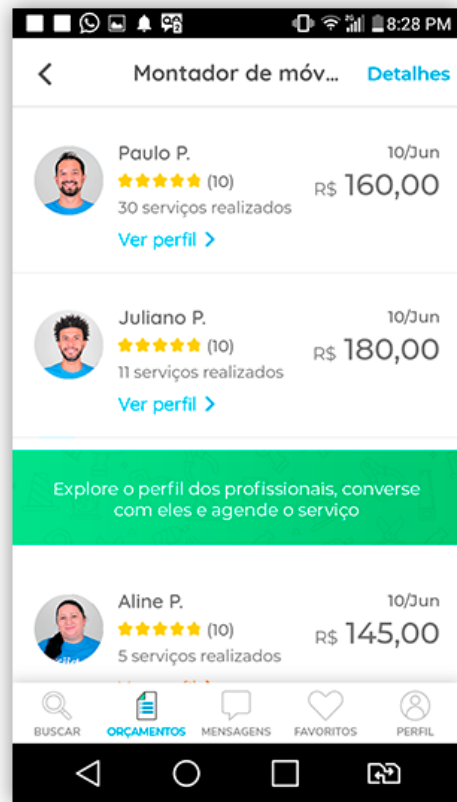 8:28 PM
Montador de móv... Detalhes
Paulo P. 10/Jun
(10) R$ 160,00
30 serviços realizados
Ver perfil >
Juliano P. 10/Jun
(10) R$ 180,00
11 serviços realizados
Ver perfil >
Explore o perfil dos profissionais, converse
com eles e agende o serviço
Aline P. 10/Jun
(10) R$ 145,00
5 serviços realizados
BUSCAR ORÇAMENTOS MENSAGENS FAVORITOS PERFIL